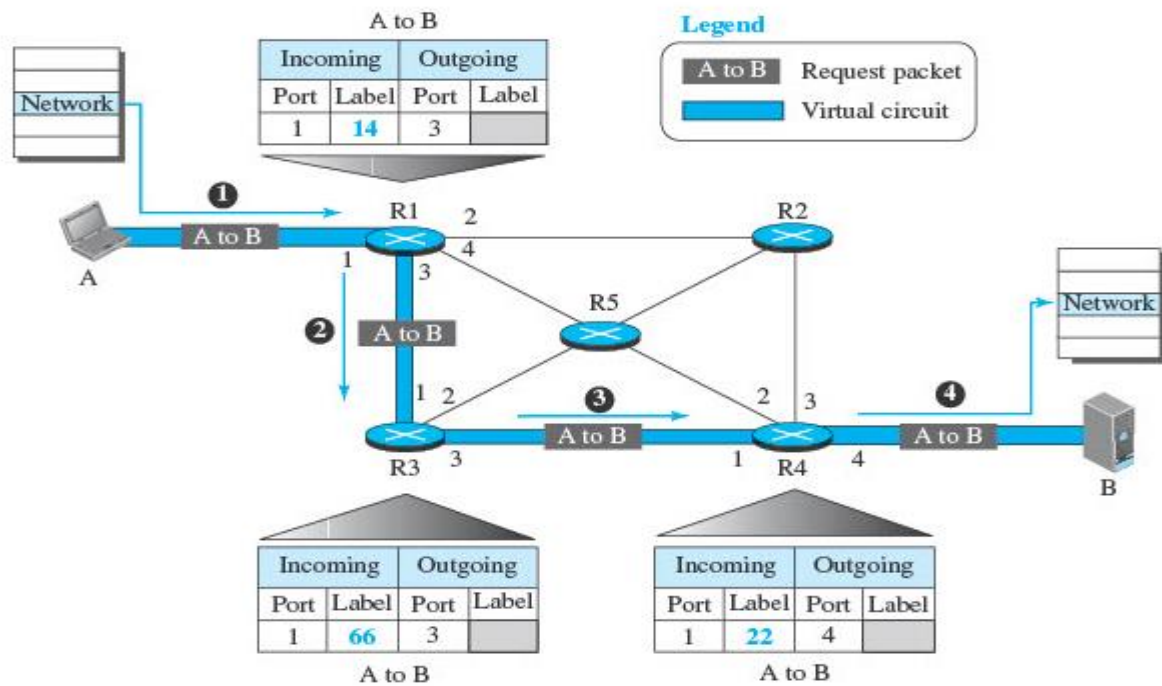 A to B
Incoming Outgoing
Port Label Port Label
1 14 3
Legend
A to B Request packet
Virtual circuit
Network
1
A to B
A
1
R1
2
4
3
R2
2
A to B
R5
Network
1
2
3
A to B
R3
3
2
3
1
R4
4
4
A to B
B
Incoming Outgoing
Port Label Port Label
1 66 3
A to B
Incoming Outgoing
Port Label Port Label
1 22 4
A to B